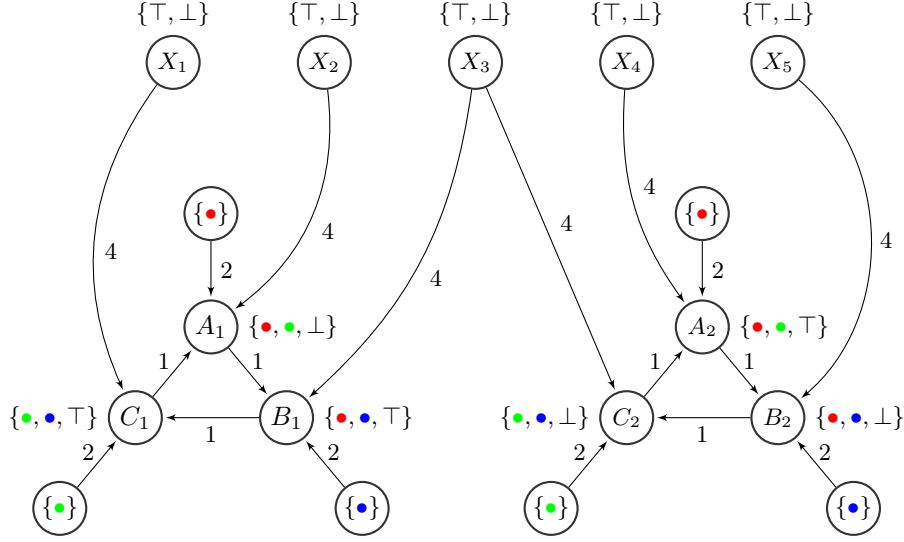 {⊤, ⊥} {⊤, ⊥} {⊤, ⊥} {⊤, ⊥} {⊤, ⊥}
X₁ X₂ X₃ X₄ X₅
4
{•} {•}
4 4 4 4
4
2 2
A₁ {•, •, ⊥} A₂ {•, •, ⊤}
1 1 1 1
{•, •, ⊤} C₁ B₁ {•, •, ⊤} {•, •, ⊥} C₂ B₂ {•, •, ⊥}
1 1
2 2 2 2
{•} {•} {•} {•}